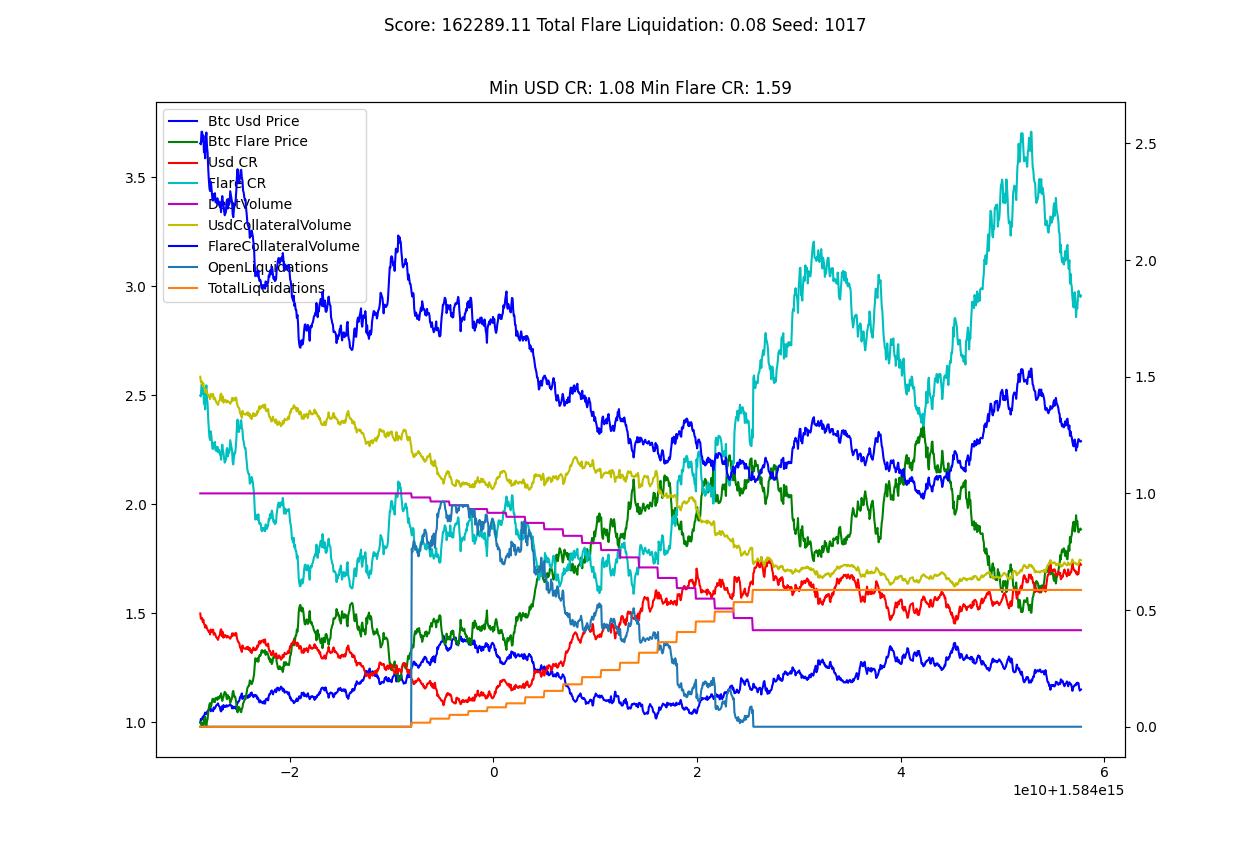 Score: 162289.11 Total Flare Liquidation: 0.08 Seed: 1017
Min USD CR: 1.08 Min Flare CR: 1.59
Btc Usd Price
Btc Flare Price
Usd CR
Flare CR
DebtVolume
UsdCollateralVolume
FlareCollateralVolume
OpenLiquidations
TotalLiquidations
3.5
3.0
2.5
2.0
1.5
1.0
2.5
2.0
1.5
1.0
0.5
0.0
−2 0 2 4 6
1e10+1.584e15